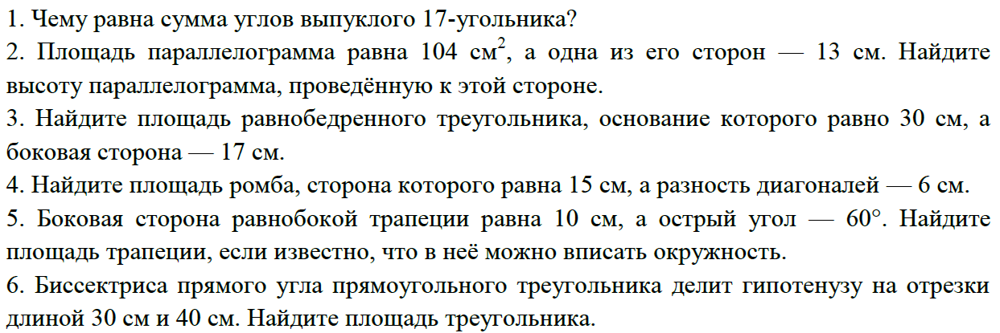 1. Чему равна сумма углов выпуклого 17-угольника?
2. Площадь параллелограмма равна 104 см², а одна из его сторон — 13 см. Найдите
высоту параллелограмма, проведённую к этой стороне.
3. Найдите площадь равнобедренного треугольника, основание которого равно 30 см, а
боковая сторона — 17 см.
4. Найдите площадь ромба, сторона которого равна 15 см, а разность диагоналей — 6 см.
5. Боковая сторона равнобокой трапеции равна 10 см, а острый угол — 60°. Найдите
площадь трапеции, если известно, что в неё можно вписать окружность.
6. Биссектриса прямого угла прямоугольного треугольника делит гипотенузу на отрезки
длиной 30 см и 40 см. Найдите площадь треугольника.